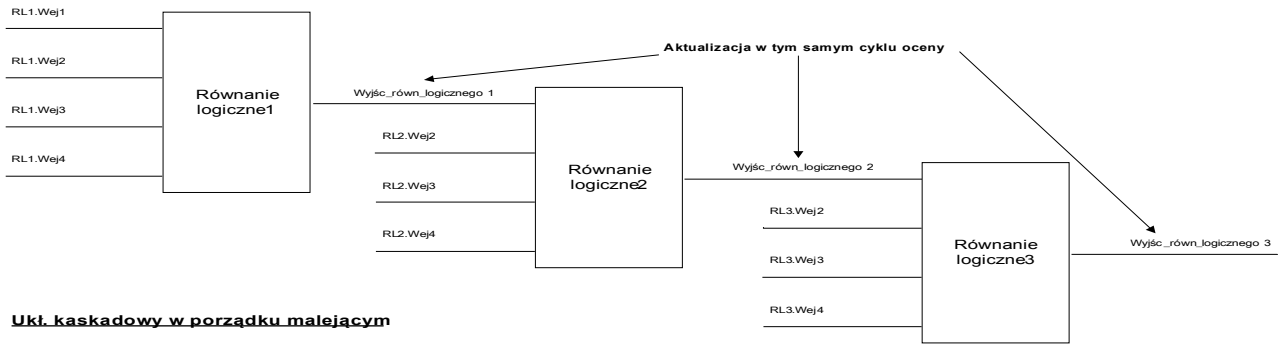 RL1.Wej1
RL1.Wej2
RL1.Wej3
RL1.Wej4
Równanie
logiczne1
Aktualizacja w tym samym cyklu oceny
Wyjśc_równ_logicznego 1
RL2.Wej2
RL2.Wej3
RL2.Wej4
Równanie
logiczne2
Wyjśc_równ_logicznego 2
RL3.Wej2
RL3.Wej3
RL3.Wej4
Równanie
logiczne3
Wyjśc_równ_logicznego 3
Ukł. kaskadowy w porządku malejącym